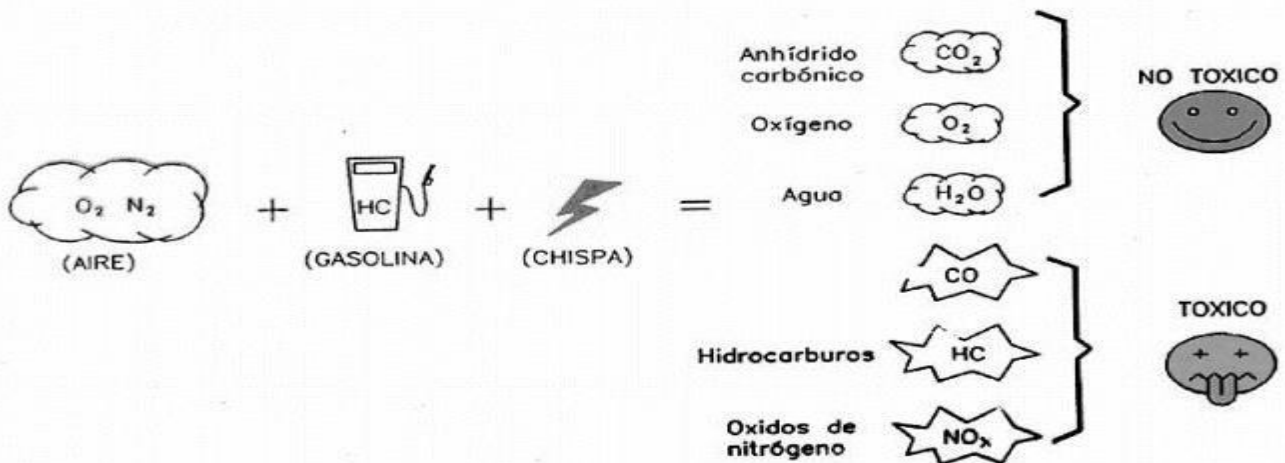 Anhídrido
carbónico
CO₂
NO TOXICO
Oxígeno
O₂
O₂ N₂
+
HC
+
=
Agua
H₂O
(AIRE)
(GASOLINA)
(CHISPA)
CO
TOXICO
Hidrocarburos
HC
Oxidos de
nitrógeno
NOx